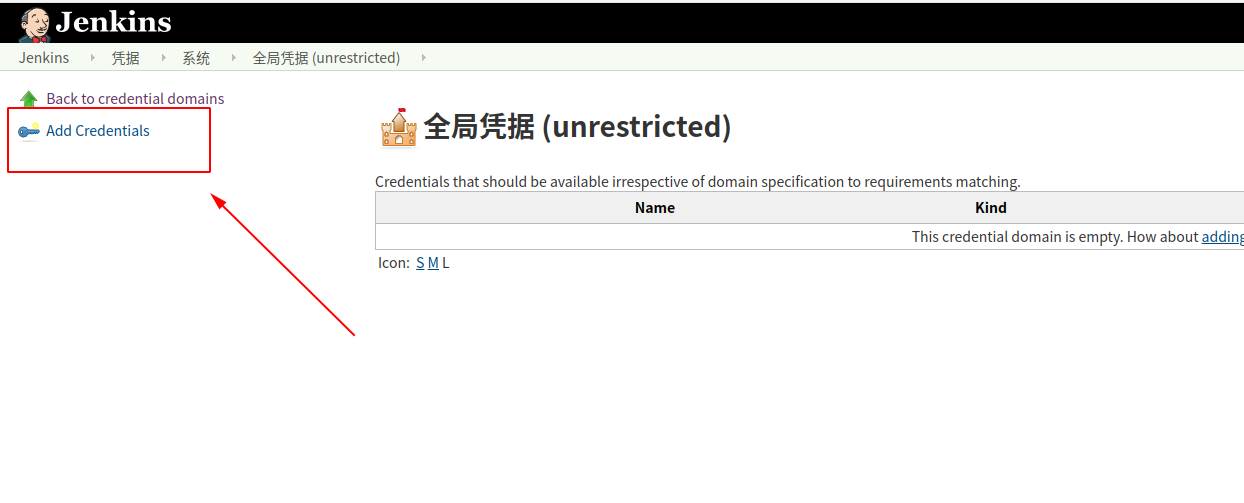 Jenkins
Jenkins 凭据 系统 全局凭据 (unrestricted)
Back to credential domains
Add Credentials
全局凭据 (unrestricted)
Credentials that should be available irrespective of domain specification to requirements matching.
Name Kind
This credential domain is empty. How about adding
Icon: S M L